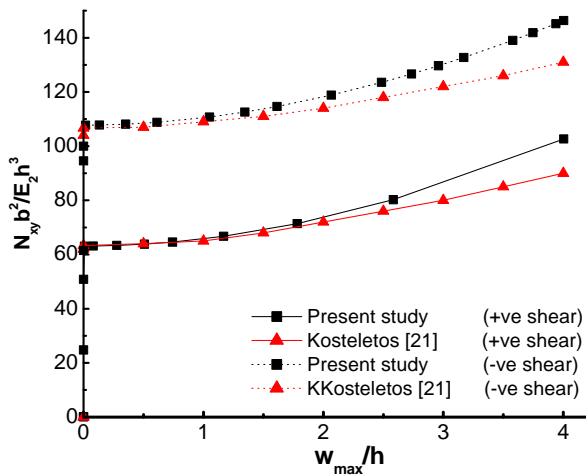 140
120
100
80
60
40
20
0
N_xy b²/E₂h³
Present study (+ve shear)
Kosteletos [21] (+ve shear)
Present study (-ve shear)
KKosteletos [21] (-ve shear)
0 1 2 3 4
w_max/h